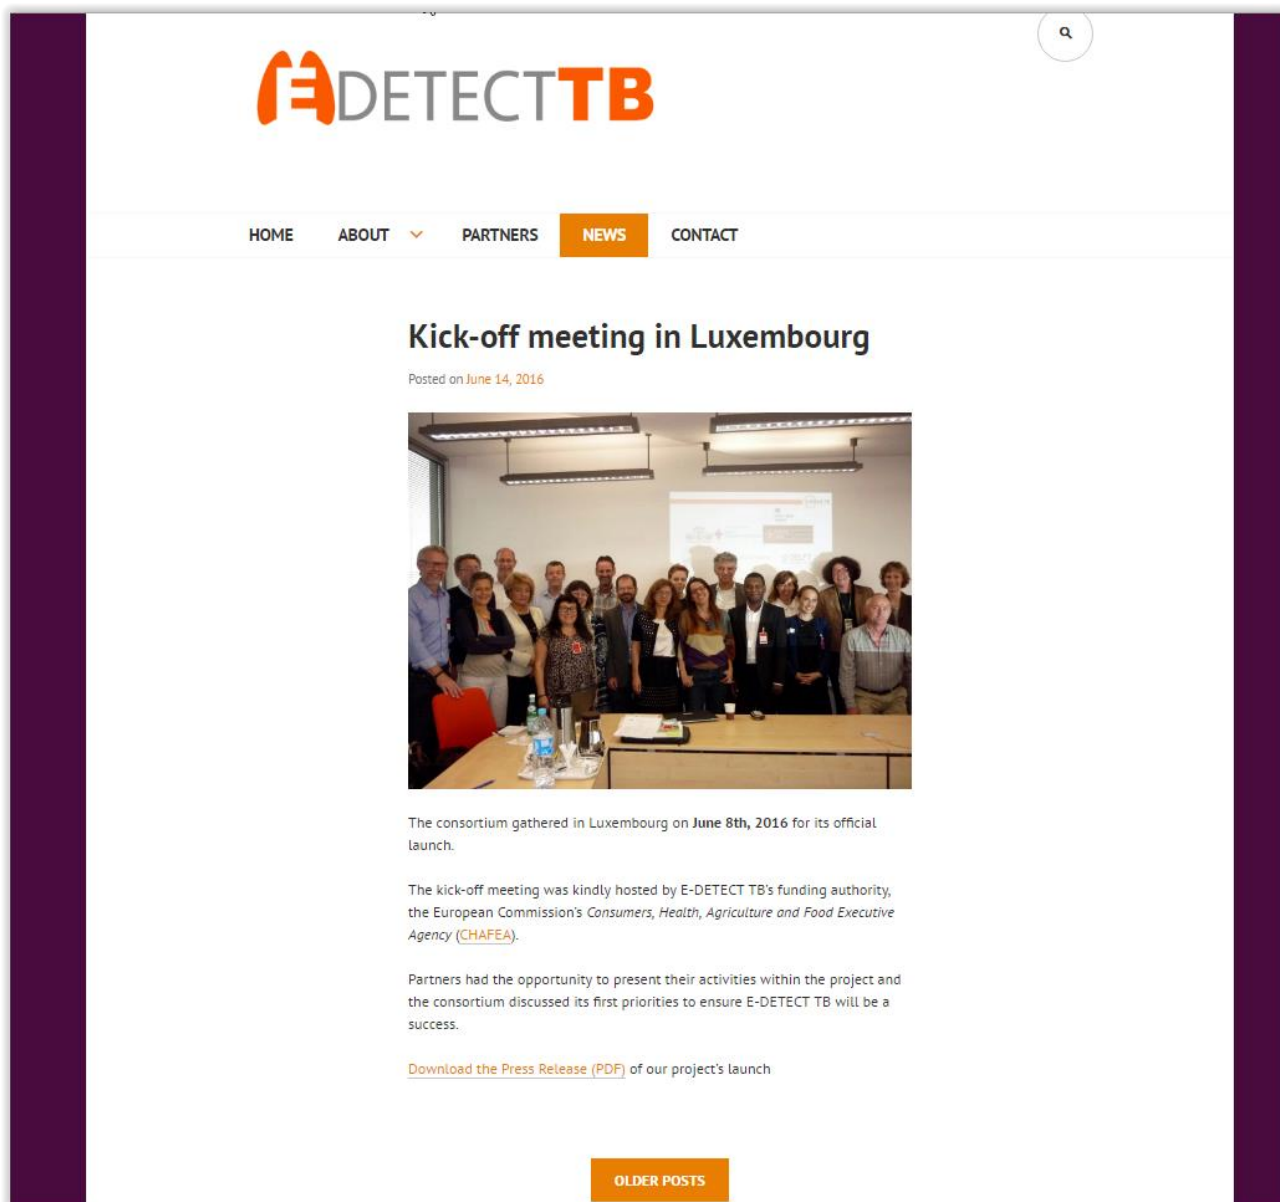 EDETECTTB
HOME ABOUT PARTNERS NEWS CONTACT
Kick-off meeting in Luxembourg
Posted on June 14, 2016
The consortium gathered in Luxembourg on June 8th, 2016 for its official
launch.
The kick-off meeting was kindly hosted by E-DETECT TB's funding authority,
the European Commission's Consumers, Health, Agriculture and Food Executive
Agency (CHAFEA).
Partners had the opportunity to present their activities within the project and
the consortium discussed its first priorities to ensure E-DETECT TB will be a
success.
Download the Press Release (PDF) of our project's launch
OLDER POSTS